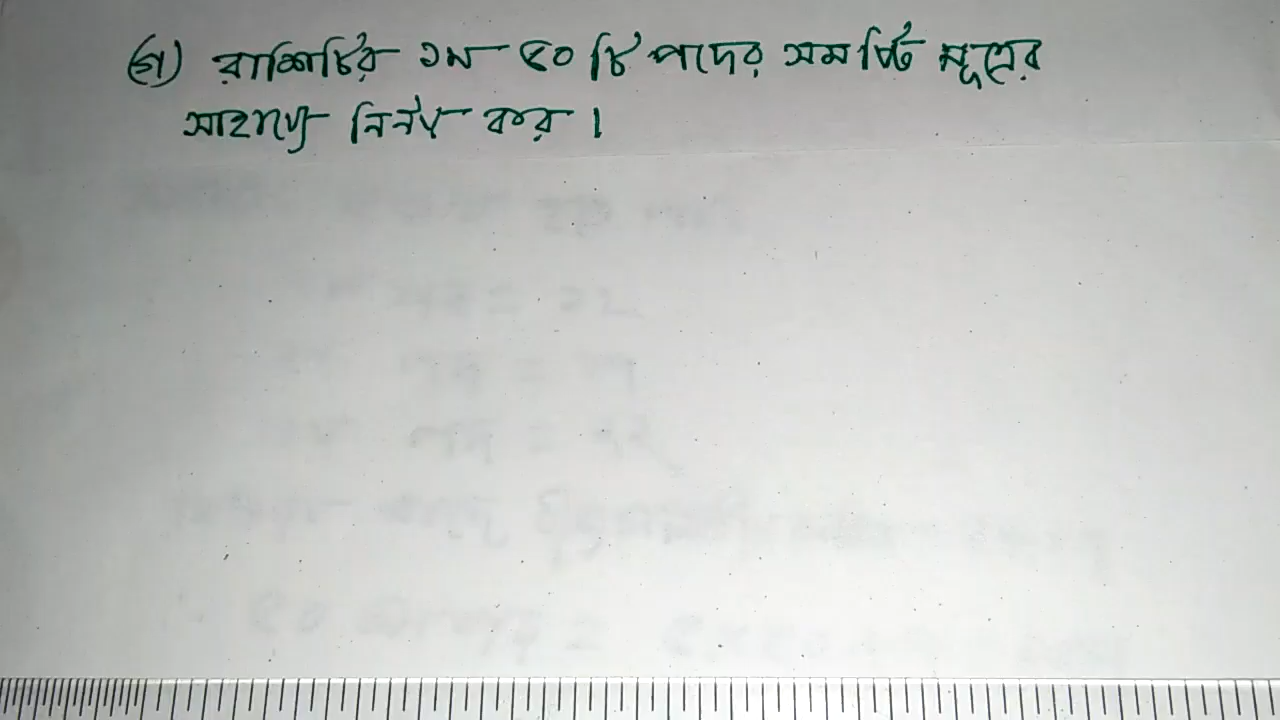 (গ) রাশিটির ১ম ৫০ টি পদের সমষ্টি সূত্রের
সাহায্যে নির্ণয় কর ।